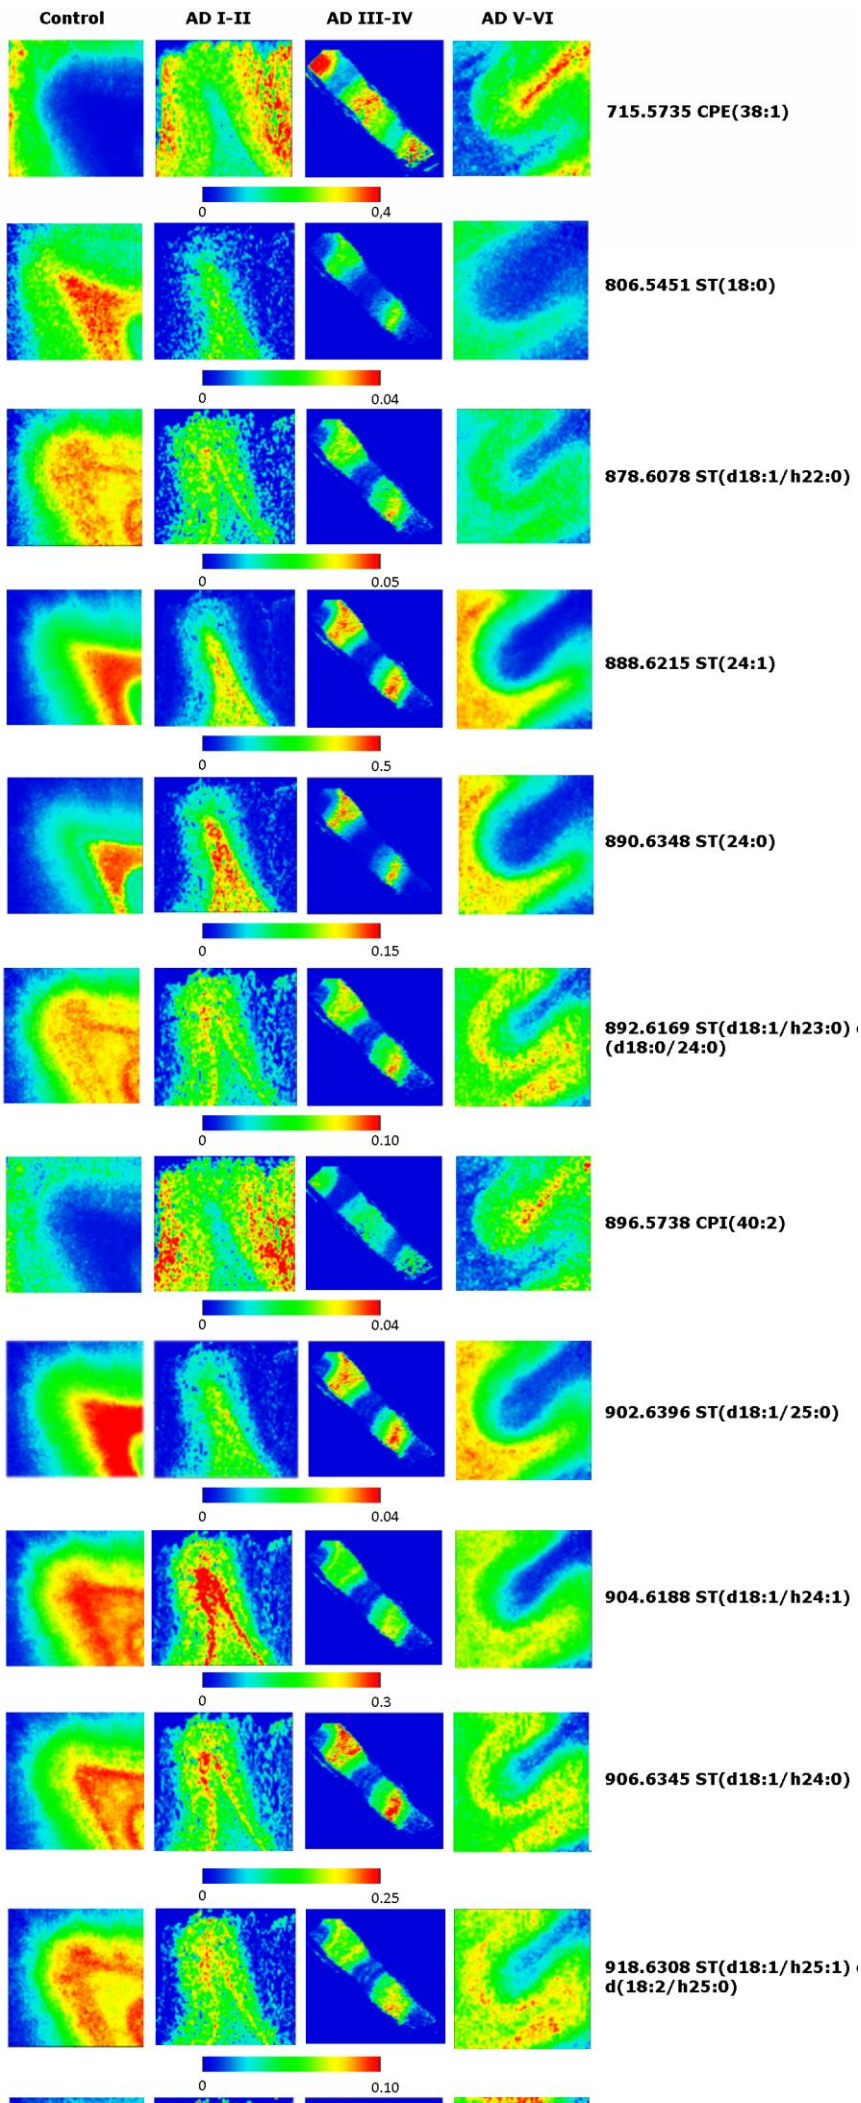 Control AD I-II AD III-IV AD V-VI
715.5735 CPE(38:1)
0 0,4
806.5451 ST(18:0)
0 0.04
878.6078 ST(d18:1/h22:0)
0 0.05
888.6215 ST(24:1)
0 0.5
890.6348 ST(24:0)
0 0.15
892.6169 ST(d18:1/h23:0)
(d18:0/24:0)
0 0.10
896.5738 CPI(40:2)
0 0.04
902.6396 ST(d18:1/25:0)
0 0.04
904.6188 ST(d18:1/h24:1)
0 0.3
906.6345 ST(d18:1/h24:0)
0 0.25
918.6308 ST(d18:1/h25:1)
d(18:2/h25:0)
0 0.10